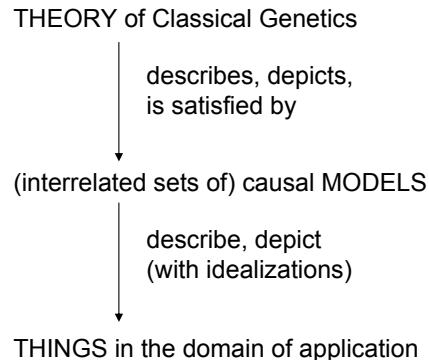 THEORY of Classical Genetics
describes, depicts,
is satisfied by
(interrelated sets of) causal MODELS
describe, depict
(with idealizations)
THINGS in the domain of application